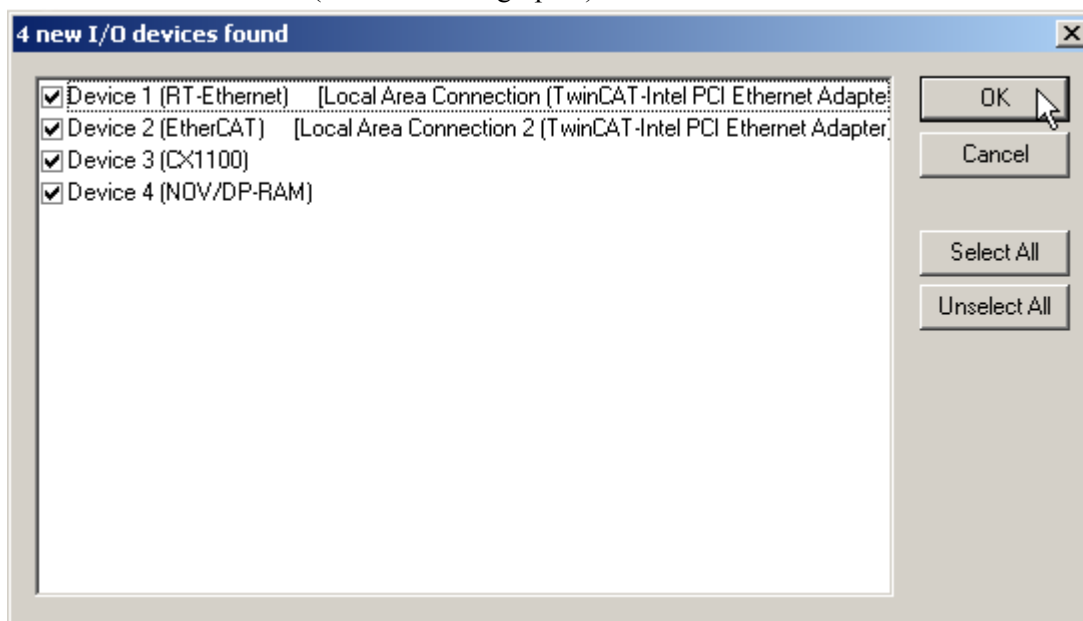 4 new I/O devices found
Device 1 (RT-Ethernet) [Local Area Connection (TwinCAT-Intel PCI Ethernet Adapte
Device 2 (EtherCAT) [Local Area Connection 2 (TwinCAT-Intel PCI Ethernet Adapter)
Device 3 (CX1100)
Device 4 (NOV/DP-RAM)
OK
Cancel
Select All
Unselect All